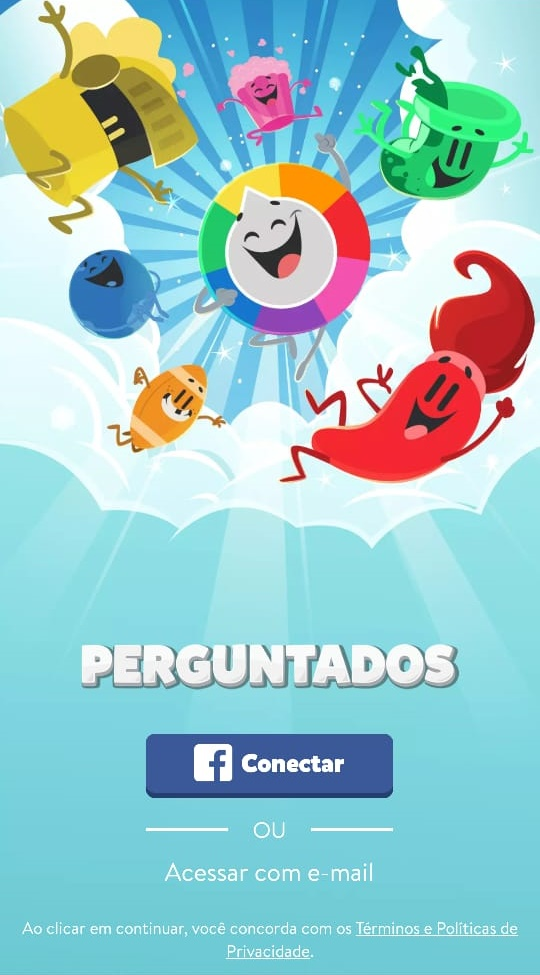 PERGUNTADOS
Conectar
OU
Acessar com e-mail
Ao clicar em continuar, você concorda com os Términos e Políticas de
Privacidade.